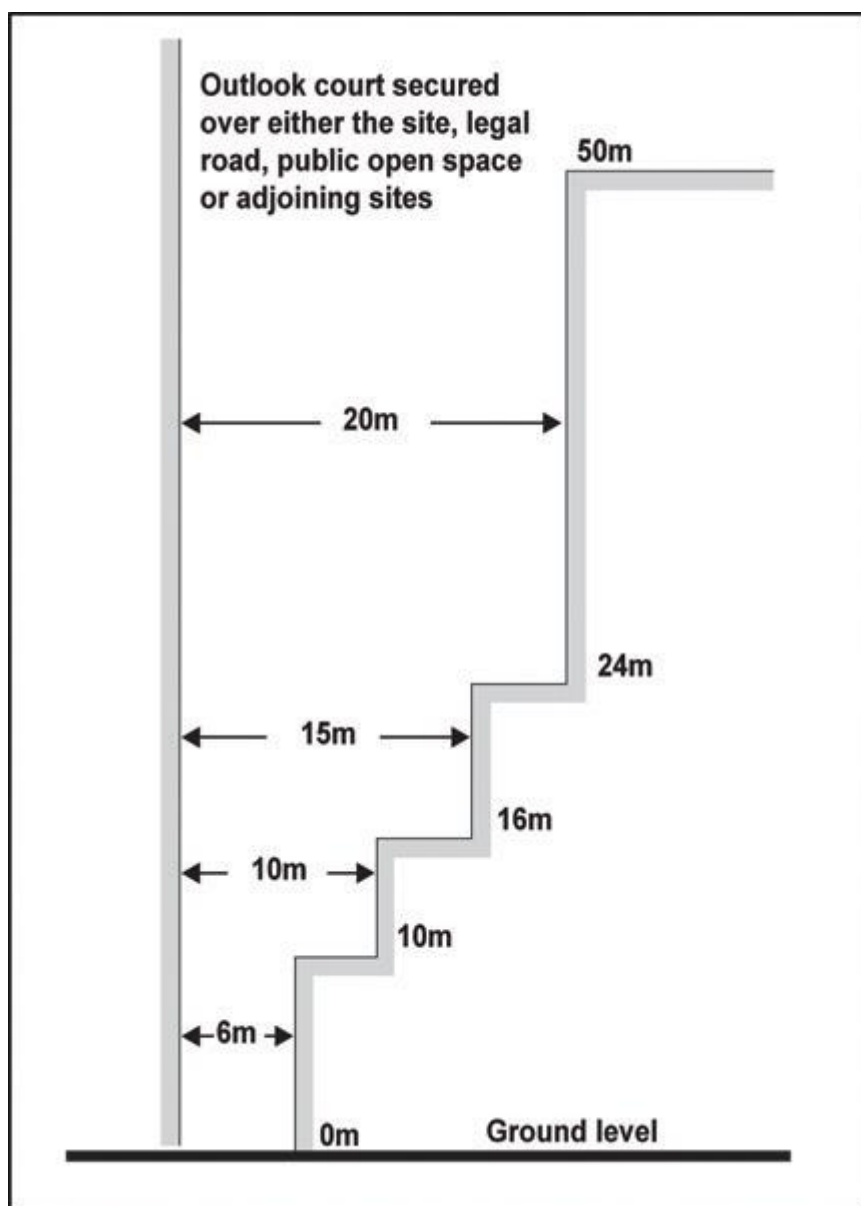 Outlook court secured
over either the site, legal
road, public open space
or adjoining sites
50m
20m
24m
15m
16m
10m
10m
6m
0m
Ground level